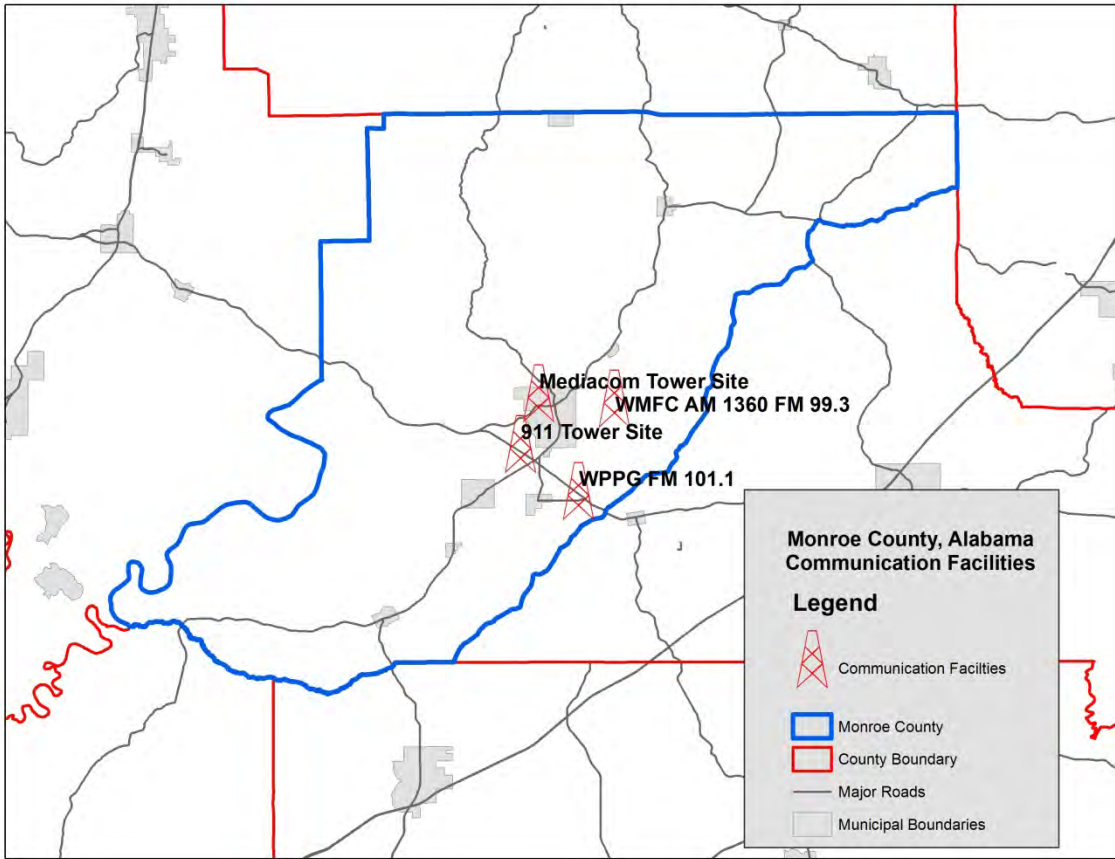 Mediacom Tower Site
WMFC AM 1360 FM 99.3
911 Tower Site
WPPG FM 101.1
Monroe County, Alabama
Communication Facilities
Legend
Communication Facilties
Monroe County
County Boundary
Major Roads
Municipal Boundaries